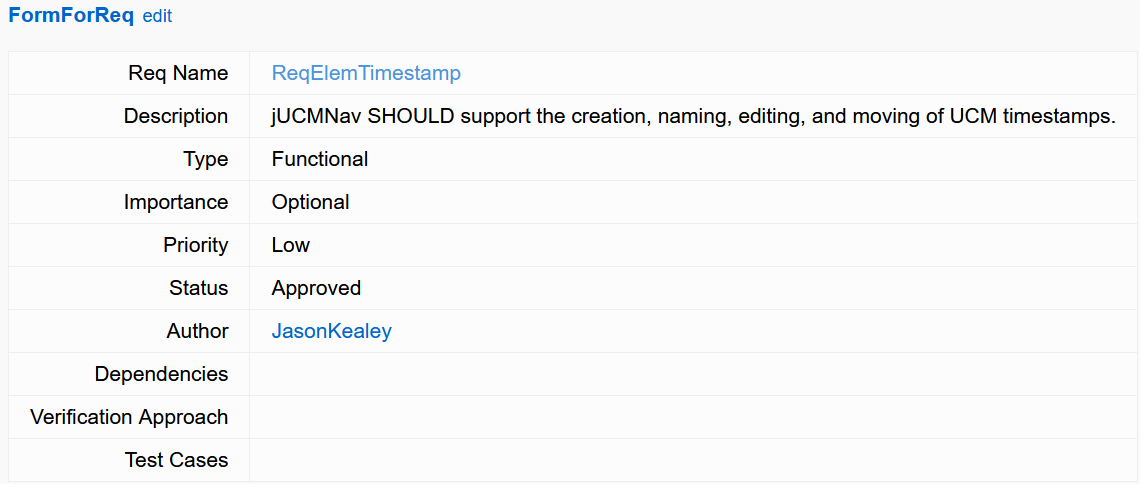 FormForReq edit
Req Name ReqElemTimestamp
Description jUCMNav SHOULD support the creation, naming, editing, and moving of UCM timestamps.
Type Functional
Importance Optional
Priority Low
Status Approved
Author JasonKealey
Dependencies
Verification Approach
Test Cases